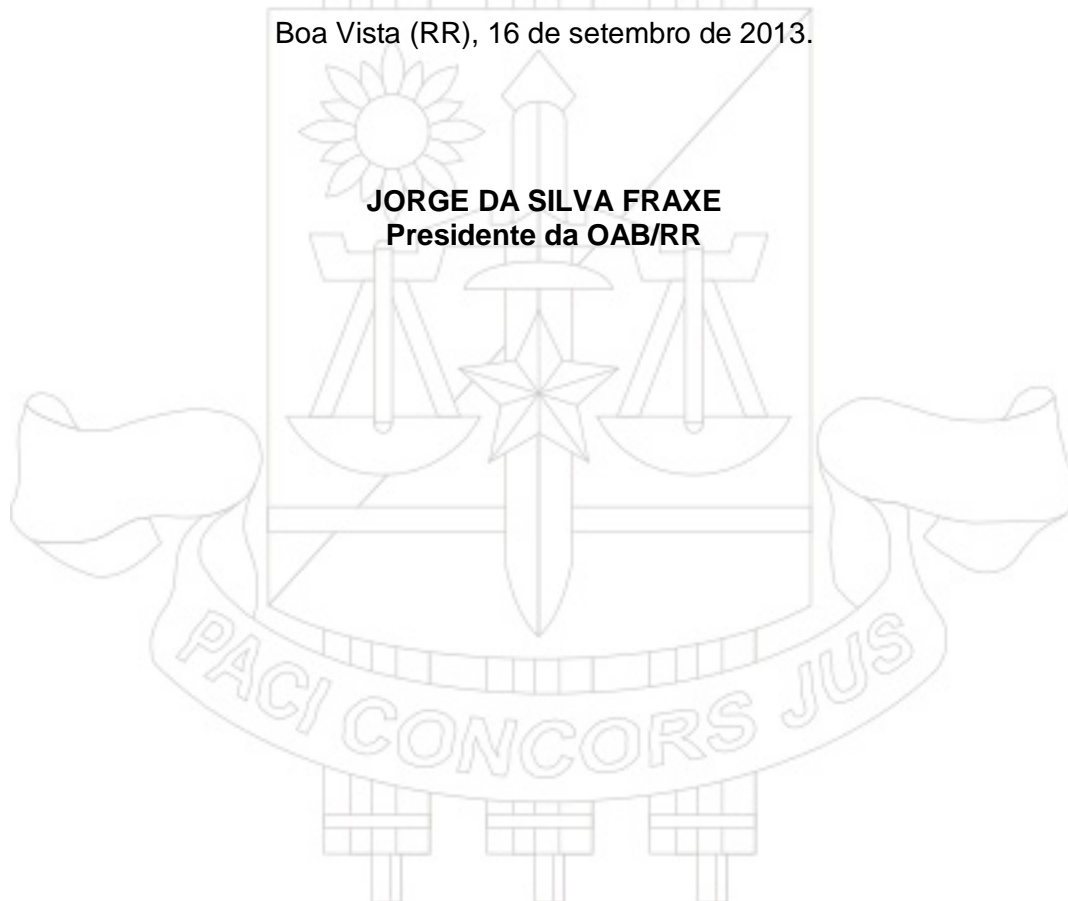 Boa Vista (RR), 16 de setembro de 2013.
JORGE DA SILVA FRAXE
Presidente da OAB/RR
PACI CONCORS JUS